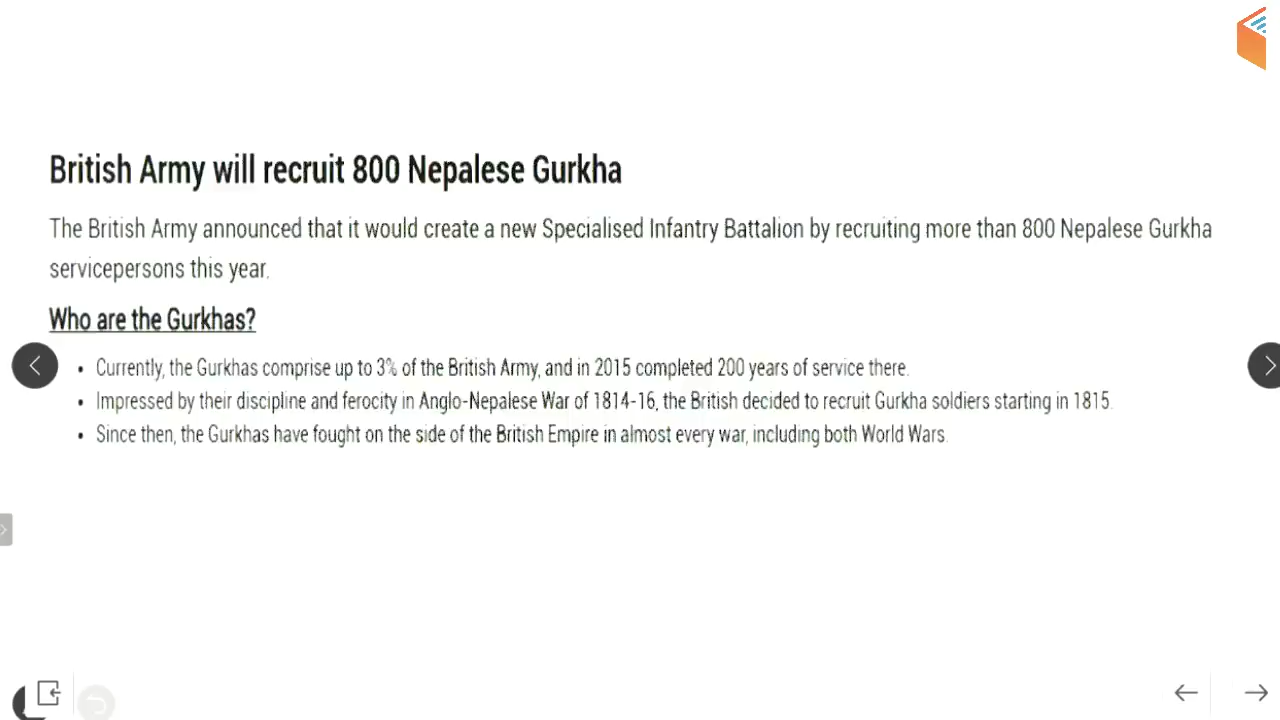 British Army will recruit 800 Nepalese Gurkha
The British Army announced that it would create a new Specialised Infantry Battalion by recruiting more than 800 Nepalese Gurkha
servicepersons this year.
Who are the Gurkhas?
• Currently, the Gurkhas comprise up to 3% of the British Army, and in 2015 completed 200 years of service there.
• Impressed by their discipline and ferocity in Anglo-Nepalese War of 1814-16, the British decided to recruit Gurkha soldiers starting in 1815.
• Since then, the Gurkhas have fought on the side of the British Empire in almost every war, including both World Wars.